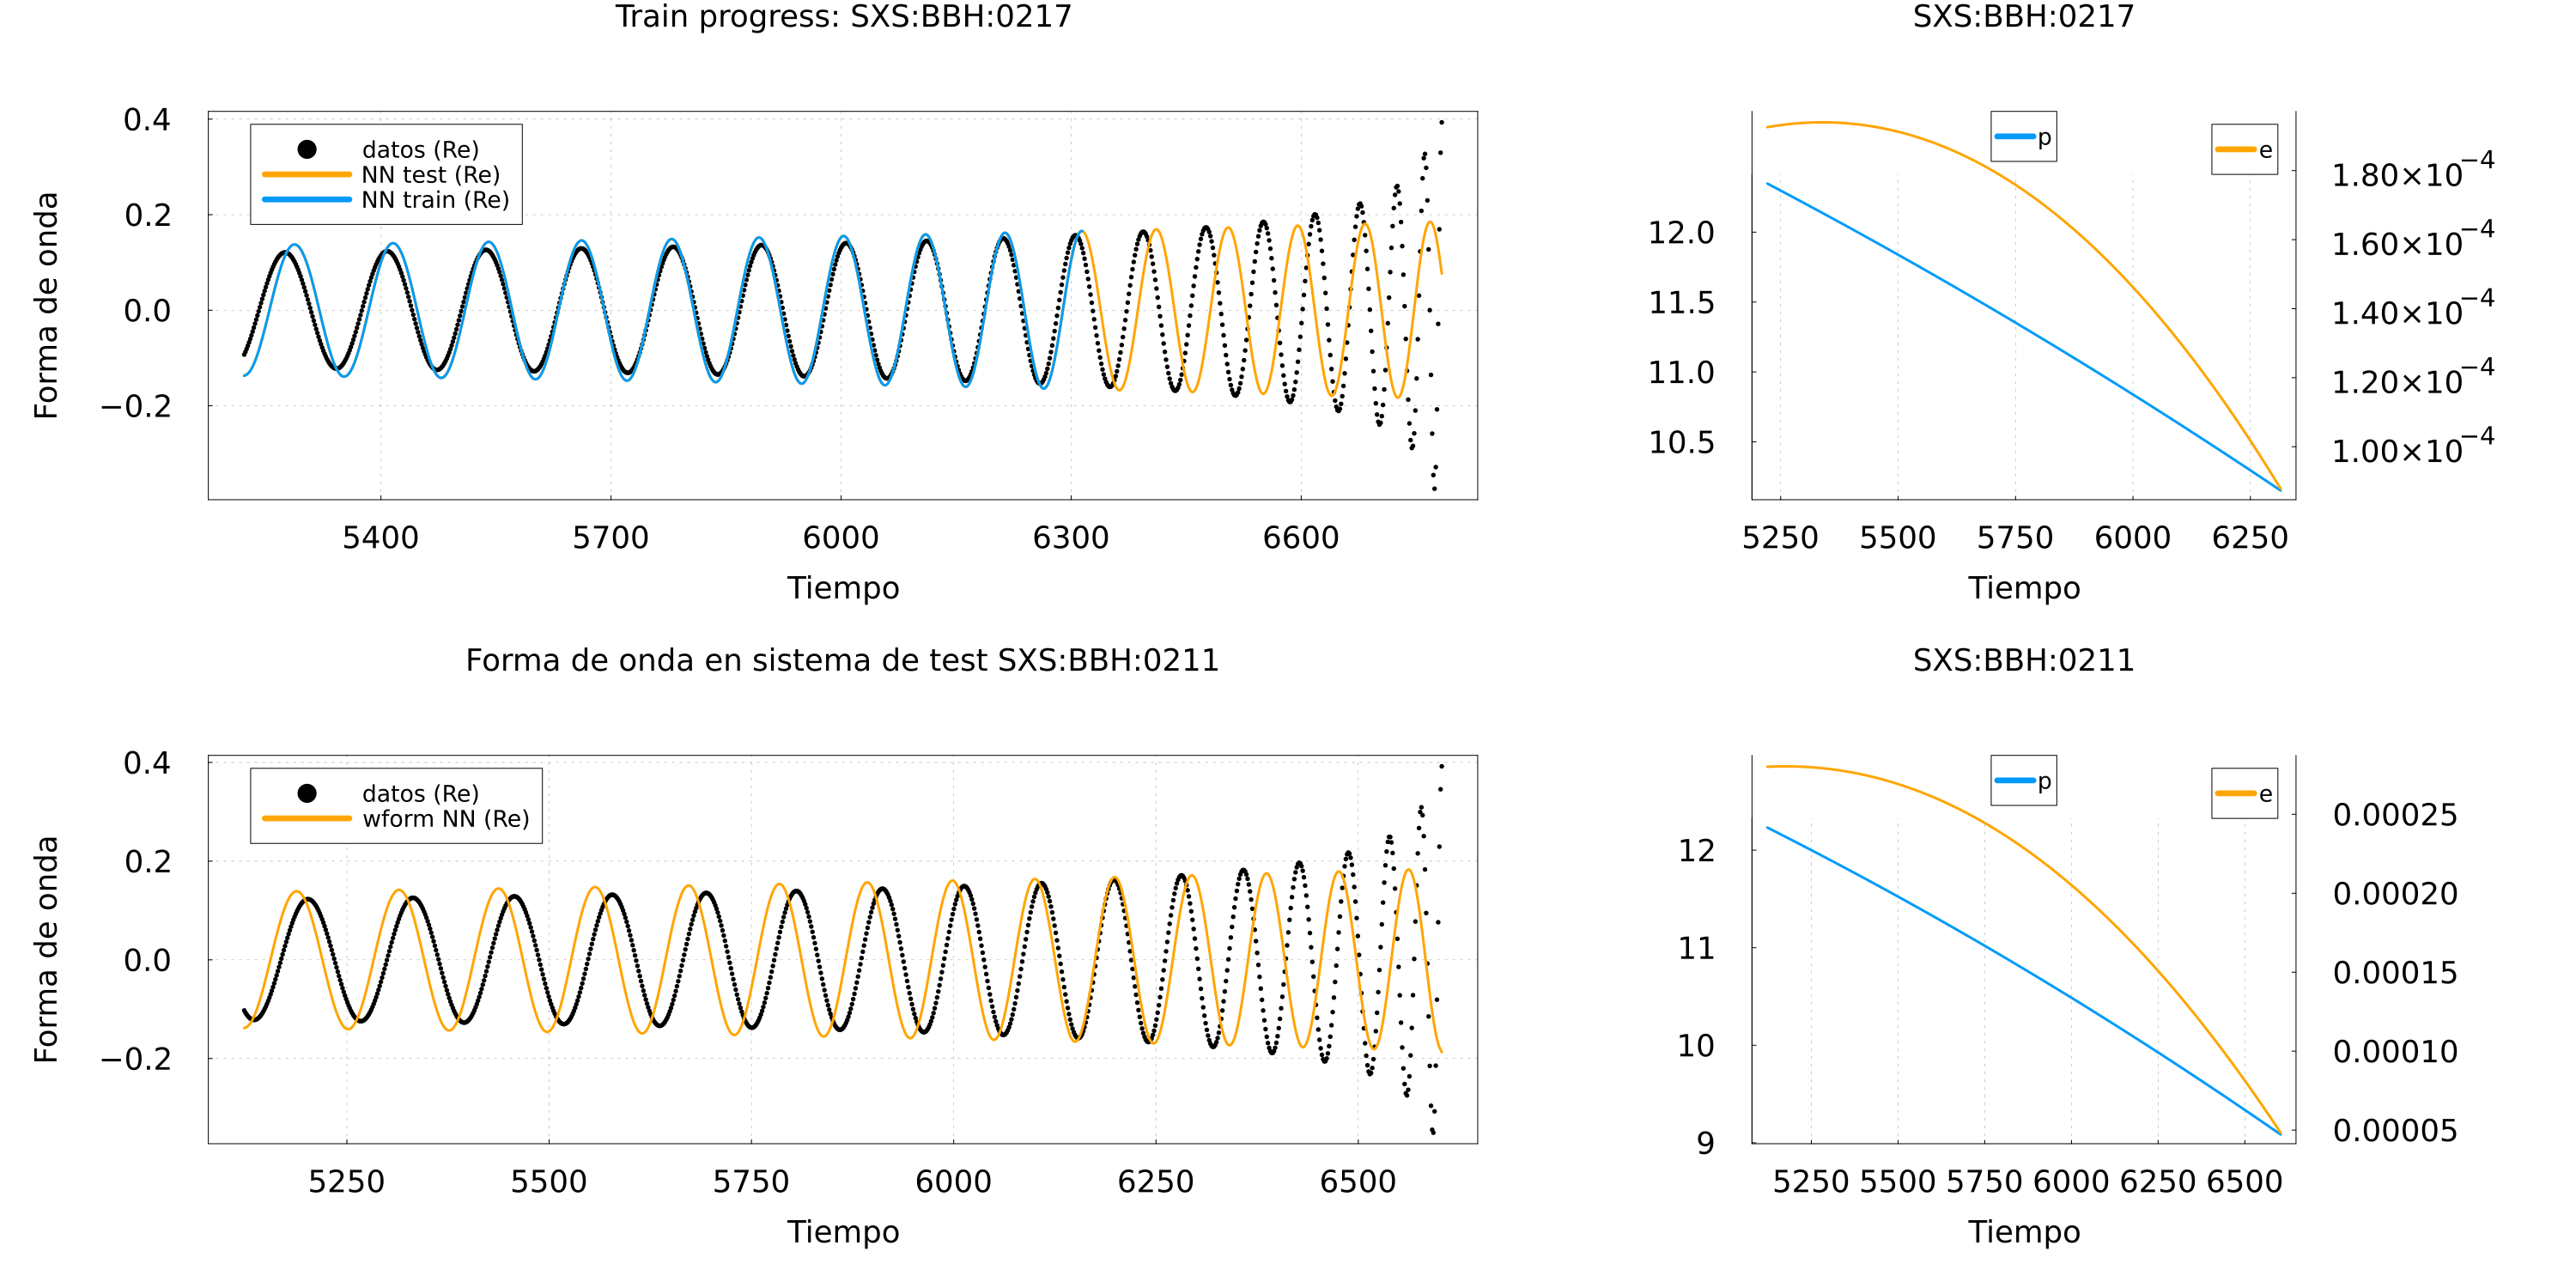 Train progress: SXS:BBH:0217
Forma de onda
0.4
0.2
0.0
−0.2
datos (Re)
NN test (Re)
NN train (Re)
5400 5700 6000 6300 6600
Tiempo
SXS:BBH:0217
12.0
11.5
11.0
10.5
p
e
1.80×10⁻⁴
1.60×10⁻⁴
1.40×10⁻⁴
1.20×10⁻⁴
1.00×10⁻⁴
5250 5500 5750 6000 6250
Tiempo
Forma de onda en sistema de test SXS:BBH:0211
Forma de onda
0.4
0.2
0.0
−0.2
datos (Re)
wform NN (Re)
5250 5500 5750 6000 6250 6500
Tiempo
SXS:BBH:0211
12
11
10
9
p
e
0.00025
0.00020
0.00015
0.00010
0.00005
5250 5500 5750 6000 6250 6500
Tiempo